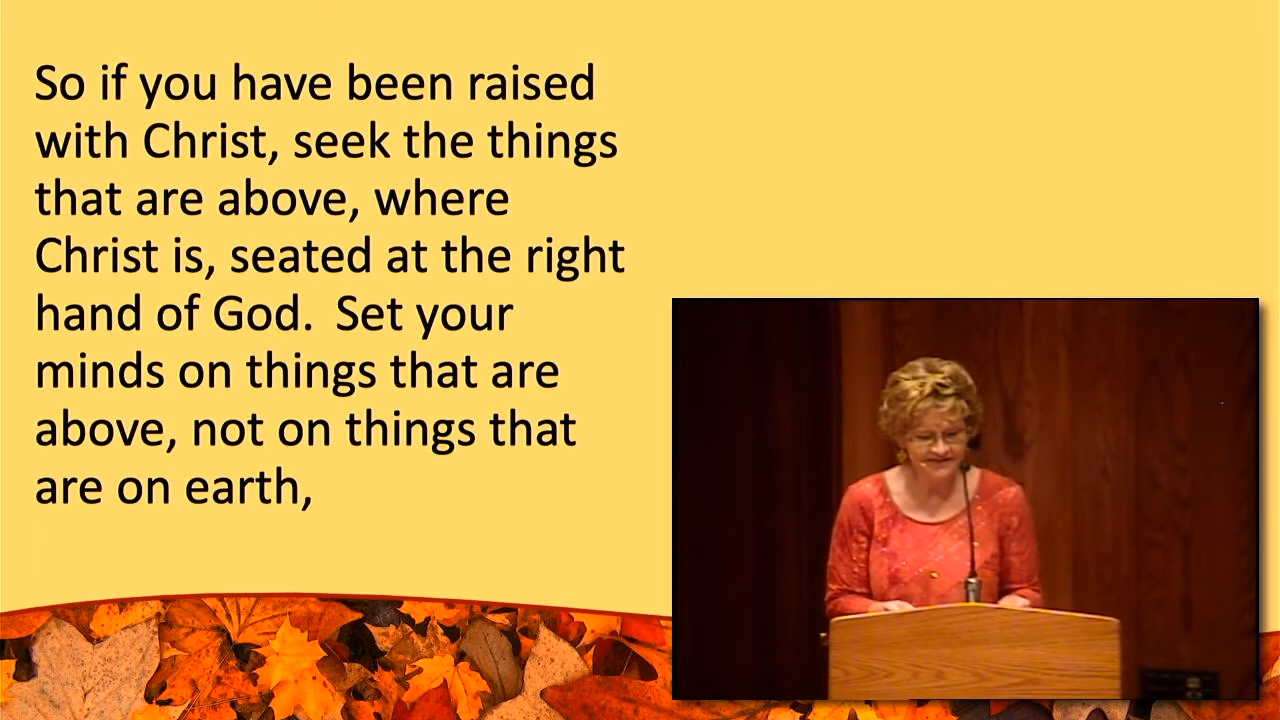 So if you have been raised
with Christ, seek the things
that are above, where
Christ is, seated at the right
hand of God.  Set your
minds on things that are
above, not on things that
are on earth,